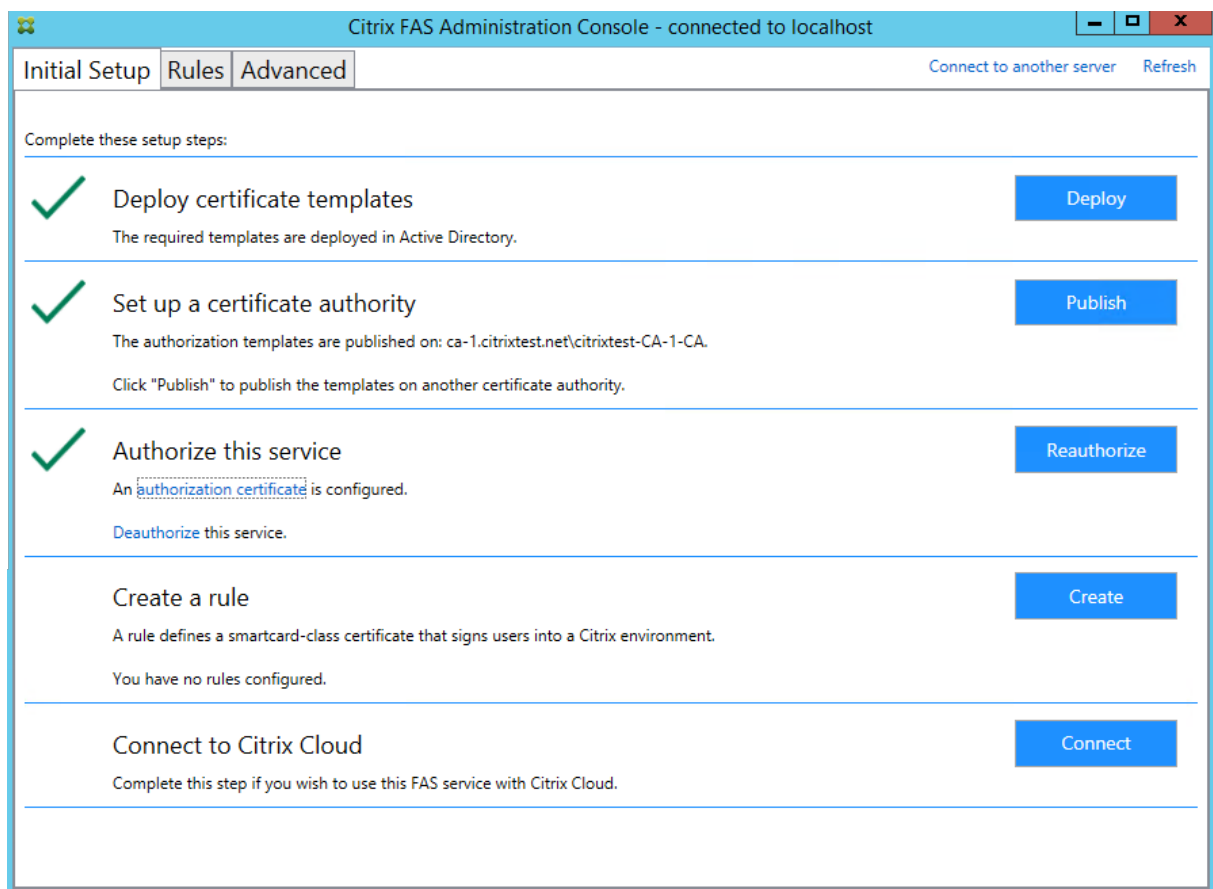 Citrix FAS Administration Console - connected to localhost
Initial Setup Rules Advanced Connect to another server Refresh
Complete these setup steps:
Deploy certificate templates Deploy
The required templates are deployed in Active Directory.
Set up a certificate authority Publish
The authorization templates are published on: ca-1.citrixtest.net\citrixtest-CA-1-CA.
Click "Publish" to publish the templates on another certificate authority.
Authorize this service Reauthorize
An authorization certificate is configured.
Deauthorize this service.
Create a rule Create
A rule defines a smartcard-class certificate that signs users into a Citrix environment.
You have no rules configured.
Connect to Citrix Cloud Connect
Complete this step if you wish to use this FAS service with Citrix Cloud.